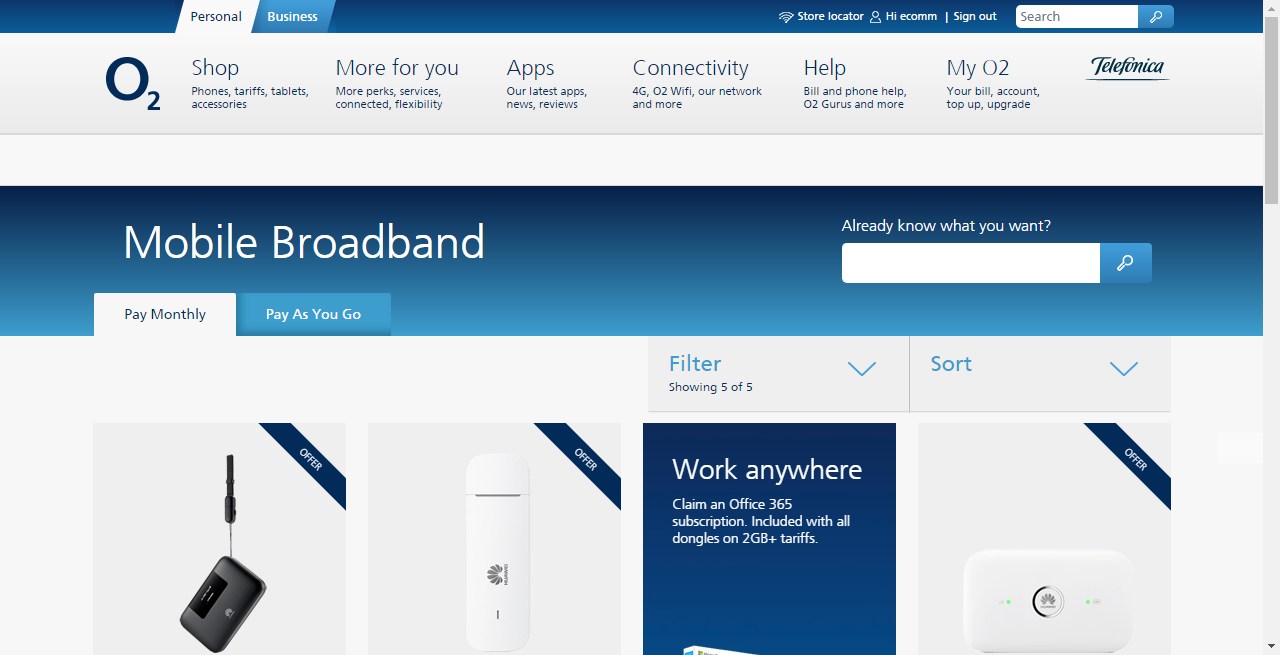 Personal
Business
Store locator
Hi ecomm
| Sign out
Search
O2
Shop
Phones, tariffs, tablets,
accessories
More for you
More perks, services,
connected, flexibility
Apps
Our latest apps,
news, reviews
Connectivity
4G, O2 Wifi, our network
and more
Help
Bill and phone help,
O2 Gurus and more
My O2
Your bill, account,
top up, upgrade
Telefónica
Mobile Broadband
Already know what you want?
Pay Monthly
Pay As You Go
Filter
Showing 5 of 5
Sort
OFFER
OFFER
HUAWEI
Work anywhere
Claim an Office 365
subscription. Included with all
dongles on 2GB+ tariffs.
OFFER
HUAWEI